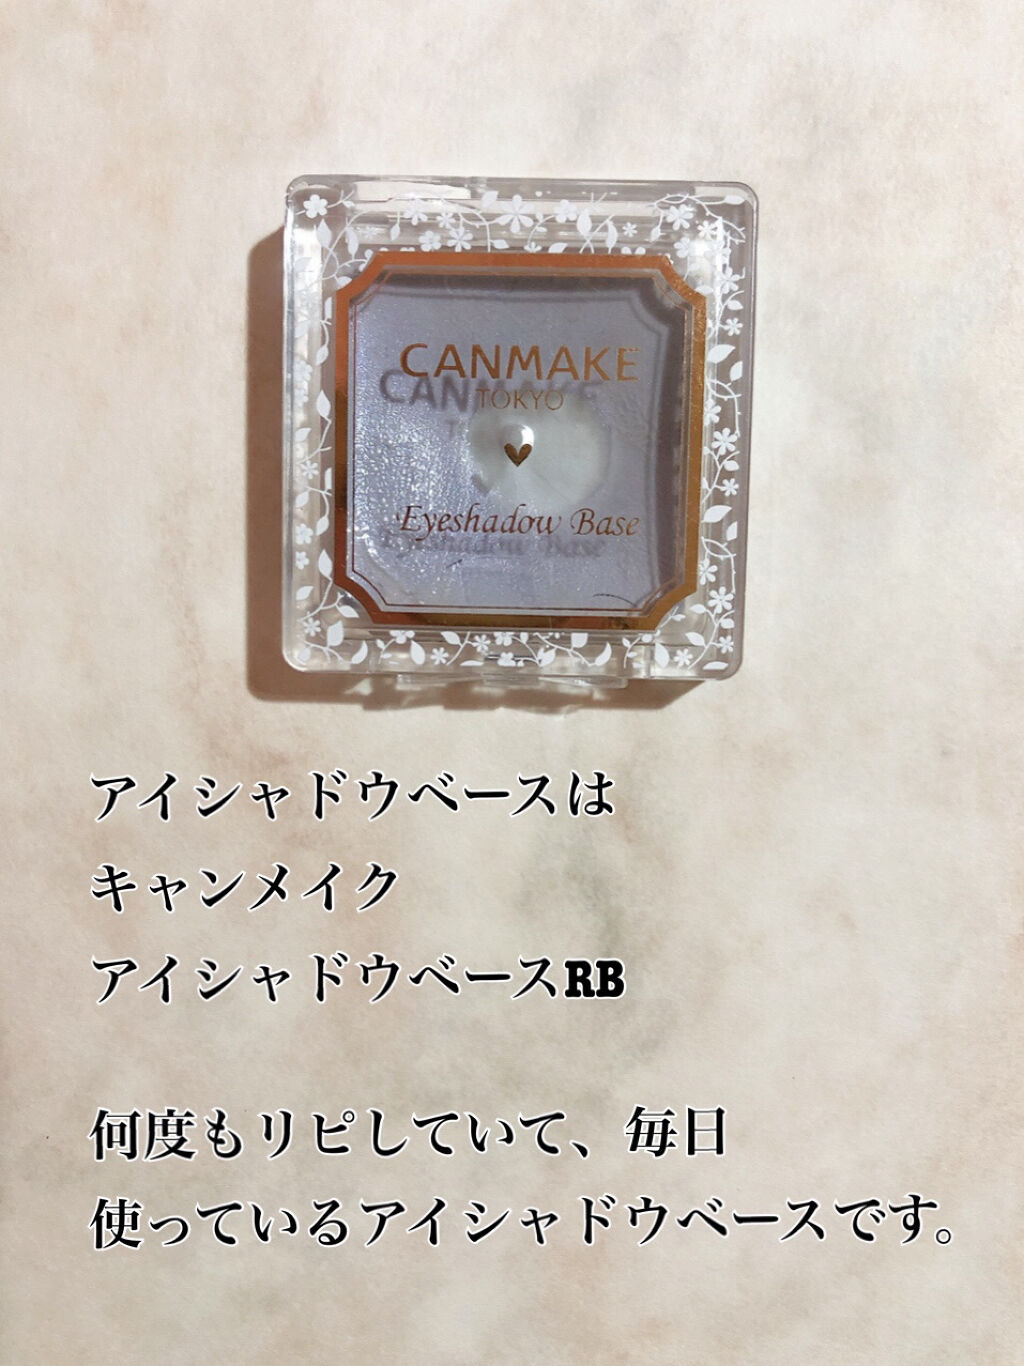 CANMAKE
TOKYO
Eyeshadow Base
アイシャドウベースは
キャンメイク
アイシャドウベースRB
何度もリピしていて、毎日
使っているアイシャドウベースです。